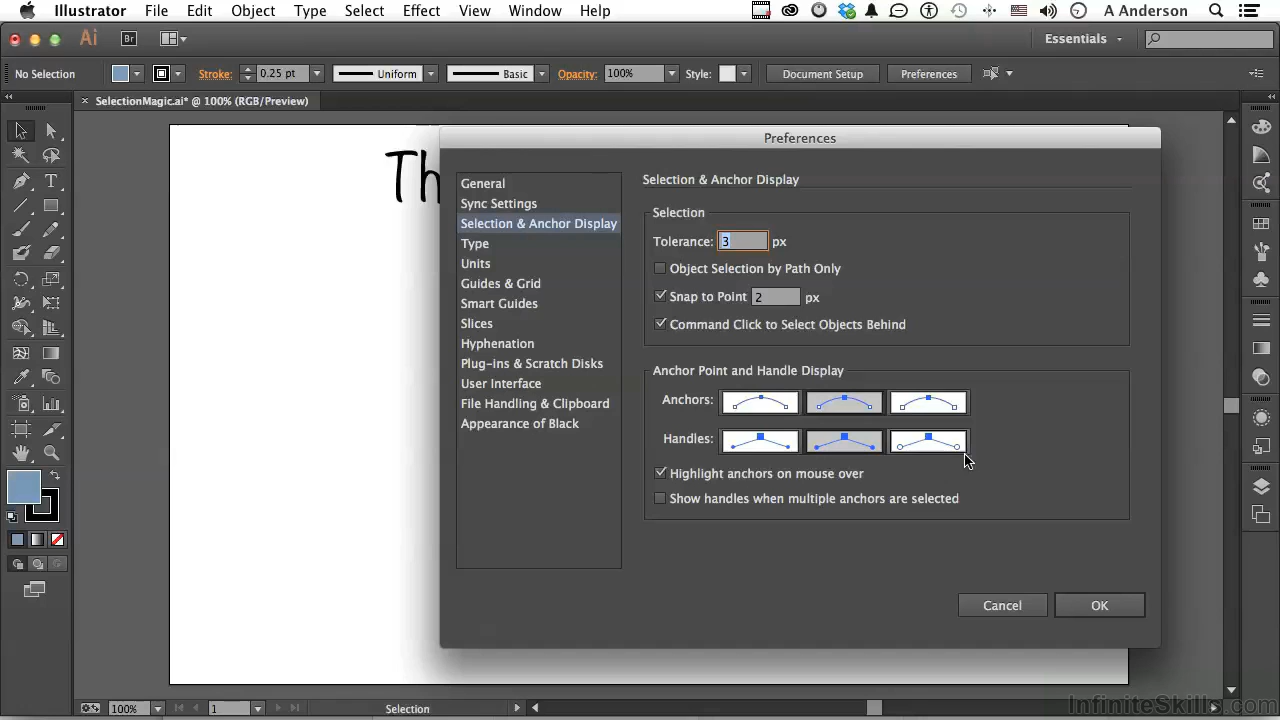 Illustrator File Edit Object Type Select Effect View Window Help A Anderson
Ai Br Essentials
No Selection Stroke: 0.25 pt Uniform Basic Opacity: 100% Style: Document Setup Preferences
× SelectionMagic.ai* @ 100% (RGB/Preview)
Th
Preferences
General
Sync Settings
Selection & Anchor Display
Type
Units
Guides & Grid
Smart Guides
Slices
Hyphenation
Plug-ins & Scratch Disks
User Interface
File Handling & Clipboard
Appearance of Black
Selection & Anchor Display
Selection
Tolerance: 3 px
Object Selection by Path Only
Snap to Point 2 px
Command Click to Select Objects Behind
Anchor Point and Handle Display
Anchors:
Handles:
Highlight anchors on mouse over
Show handles when multiple anchors are selected
Cancel OK
100% 1 Selection
InfiniteSkills.com